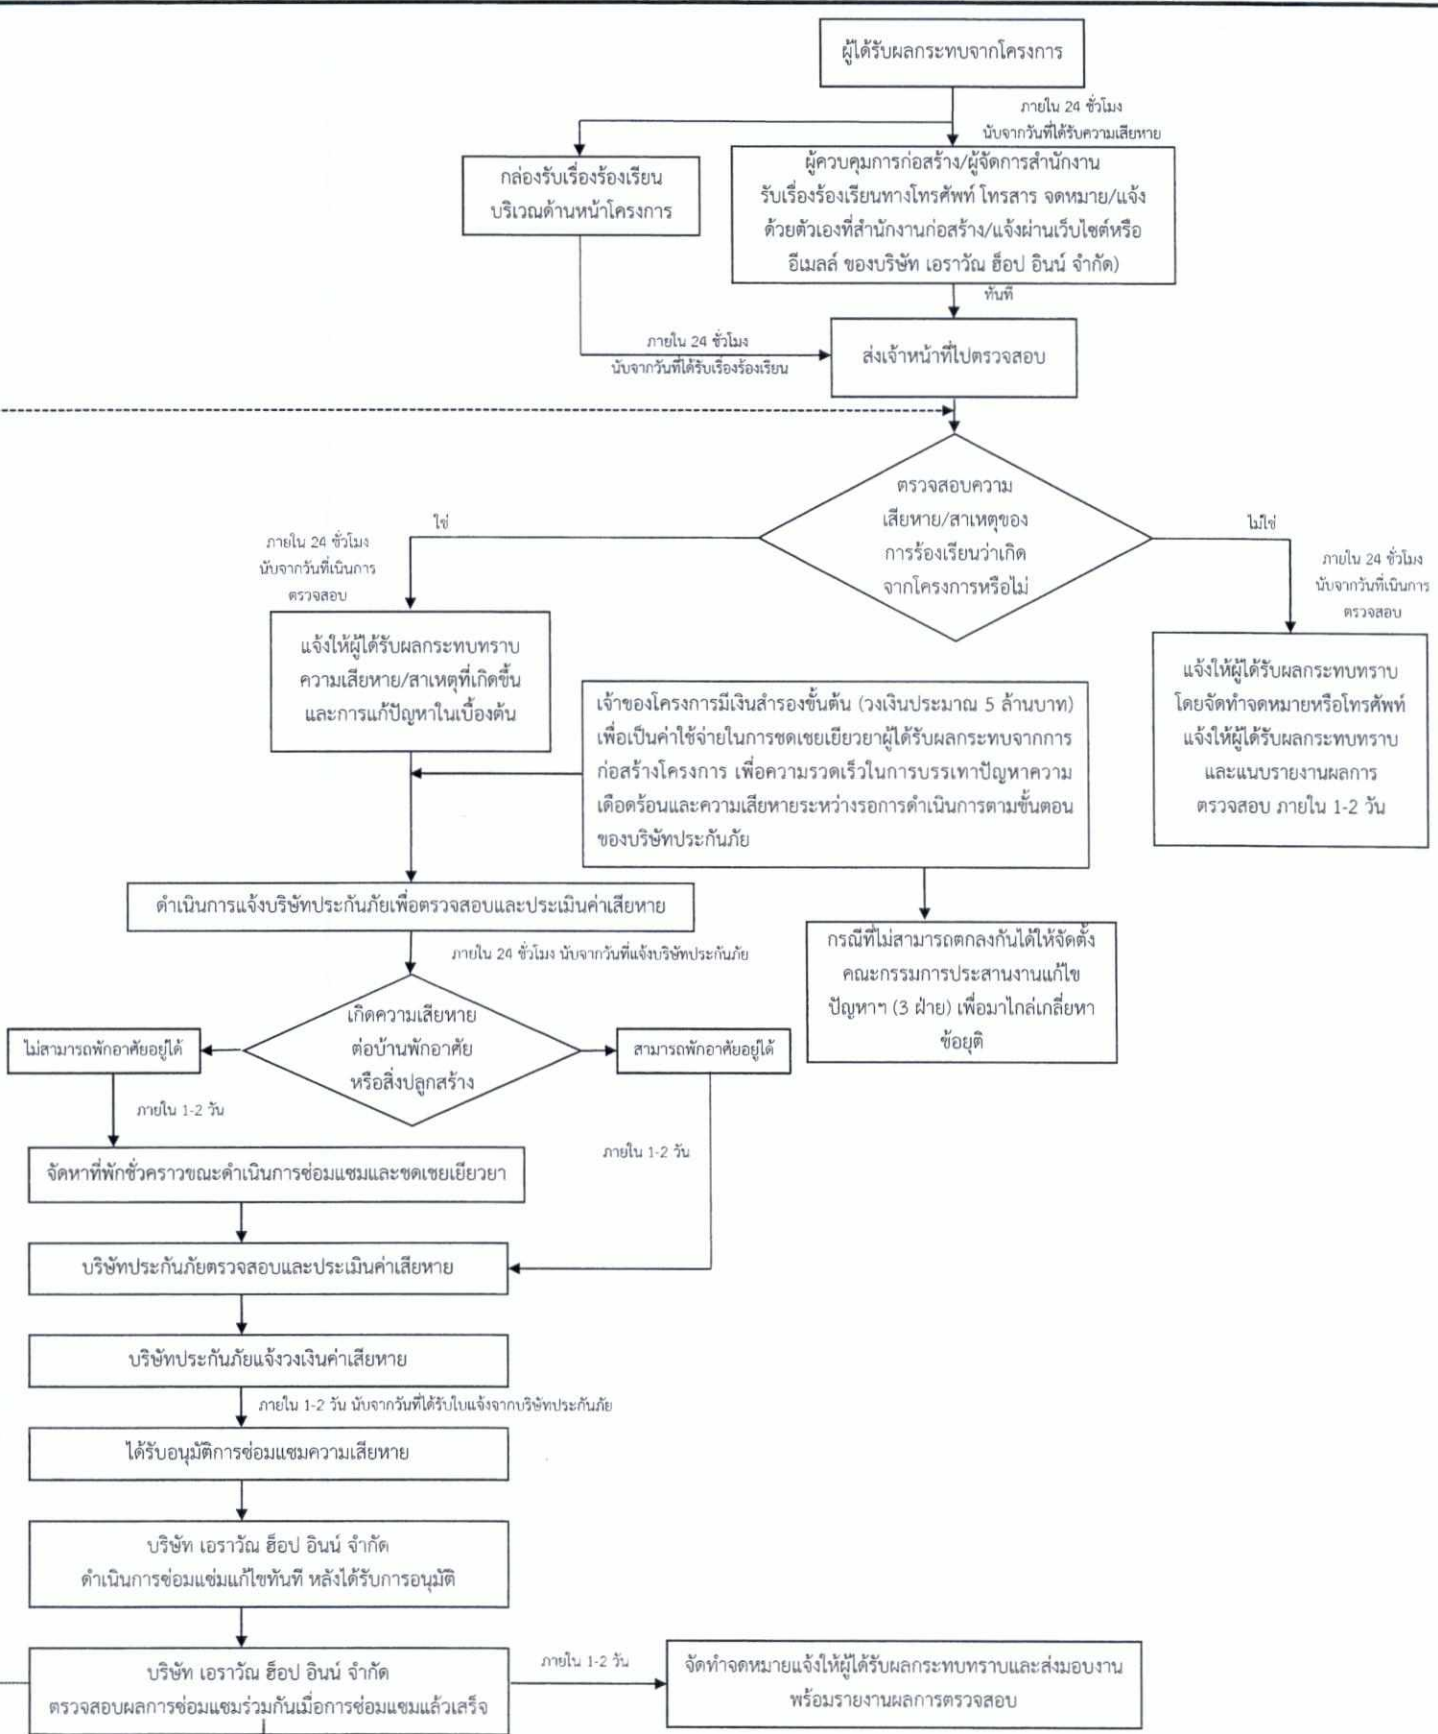 ผู้ได้รับผลกระทบจากโครงการ
ภายใน 24 ชั่วโมง
นับจากวันที่ได้รับความเสียหาย
กล่องรับเรื่องร้องเรียน
บริเวณด้านหน้าโครงการ
ผู้ควบคุมการก่อสร้าง/ผู้จัดการสำนักงาน
รับเรื่องร้องเรียนทางโทรศัพท์ โทรสาร จดหมาย/แจ้ง
ด้วยตัวเองที่สำนักงานก่อสร้าง/แจ้งผ่านเว็บไซต์หรือ
อีเมลล์ ของบริษัท เอราวัณ ฮ็อป อินน์ จำกัด)
ทันที
ภายใน 24 ชั่วโมง
นับจากวันที่ได้รับเรื่องร้องเรียน
ส่งเจ้าหน้าที่ไปตรวจสอบ
ตรวจสอบความ
เสียหาย/สาเหตุของ
การร้องเรียนว่าเกิด
จากโครงการหรือไม่
ใช่
ภายใน 24 ชั่วโมง
นับจากวันที่เนินการ
ตรวจสอบ
ไม่ใช่
ภายใน 24 ชั่วโมง
นับจากวันที่เนินการ
ตรวจสอบ
แจ้งให้ผู้ได้รับผลกระทบทราบ
ความเสียหาย/สาเหตุที่เกิดขึ้น
และการแก้ปัญหาในเบื้องต้น
เจ้าของโครงการมีเงินสำรองขั้นต้น (วงเงินประมาณ 5 ล้านบาท)
เพื่อเป็นค่าใช้จ่ายในการชดเชยเยียวยาผู้ได้รับผลกระทบจากการ
ก่อสร้างโครงการ เพื่อความรวดเร็วในการบรรเทาปัญหาความ
เดือดร้อนและความเสียหายระหว่างรอการดำเนินการตามขั้นตอน
ของบริษัทประกันภัย
แจ้งให้ผู้ได้รับผลกระทบทราบ
โดยจัดทำจดหมายหรือโทรศัพท์
แจ้งให้ผู้ได้รับผลกระทบทราบ
และแนบรายงานผลการ
ตรวจสอบ ภายใน 1-2 วัน
ดำเนินการแจ้งบริษัทประกันภัยเพื่อตรวจสอบและประเมินค่าเสียหาย
ภายใน 24 ชั่วโมง นับจากวันที่แจ้งบริษัทประกันภัย
กรณีที่ไม่สามารถตกลงกันได้ให้จัดตั้ง
คณะกรรมการประสานงานแก้ไข
ปัญหาฯ (3 ฝ่าย) เพื่อมาไกล่เกลี่ยหา
ข้อยุติ
เกิดความเสียหาย
ต่อบ้านพักอาศัย
หรือสิ่งปลูกสร้าง
ไม่สามารถพักอาศัยอยู่ได้
สามารถพักอาศัยอยู่ได้
ภายใน 1-2 วัน
ภายใน 1-2 วัน
จัดหาที่พักชั่วคราวขณะดำเนินการซ่อมแซมและชดเชยเยียวยา
บริษัทประกันภัยตรวจสอบและประเมินค่าเสียหาย
บริษัทประกันภัยแจ้งวงเงินค่าเสียหาย
ภายใน 1-2 วัน นับจากวันที่ได้รับใบแจ้งจากบริษัทประกันภัย
ได้รับอนุมัติการซ่อมแซมความเสียหาย
บริษัท เอราวัณ ฮ็อป อินน์ จำกัด
ดำเนินการซ่อมแซ่มแก้ไขทันที หลังได้รับการอนุมัติ
บริษัท เอราวัณ ฮ็อป อินน์ จำกัด
ตรวจสอบผลการซ่อมแซมร่วมกันเมื่อการซ่อมแซมแล้วเสร็จ
ภายใน 1-2 วัน
จัดทำจดหมายแจ้งให้ผู้ได้รับผลกระทบทราบและส่งมอบงาน
พร้อมรายงานผลการตรวจสอบ